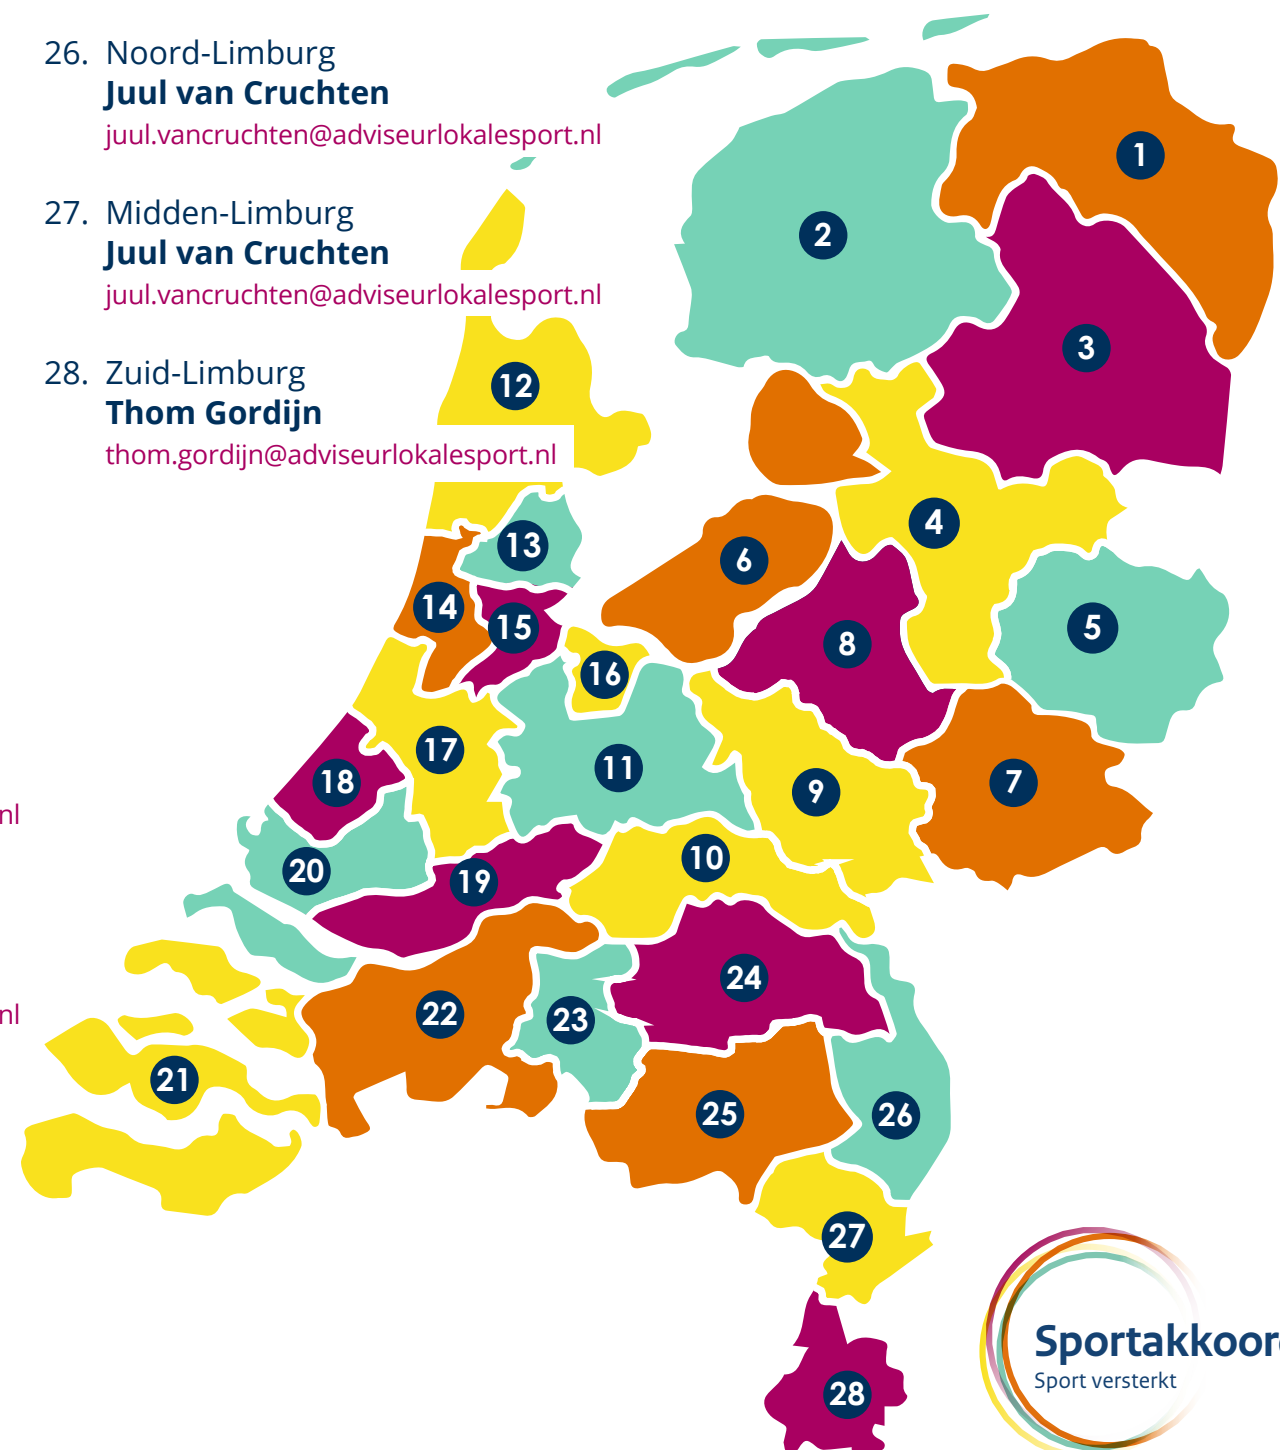 26. Noord-Limburg
Juul van Cruchten
juul.vancruchten@adviseurlokalesport.nl
27. Midden-Limburg
Juul van Cruchten
juul.vancruchten@adviseurlokalesport.nl
28. Zuid-Limburg
Thom Gordijn
thom.gordijn@adviseurlokalesport.nl
1
2
3
12
4
13
6
14
15
5
8
16
17
11
18
9
7
10
20
19
24
22
23
21
25
26
27
28
nl
nl
Sportakkoor
Sport versterkt